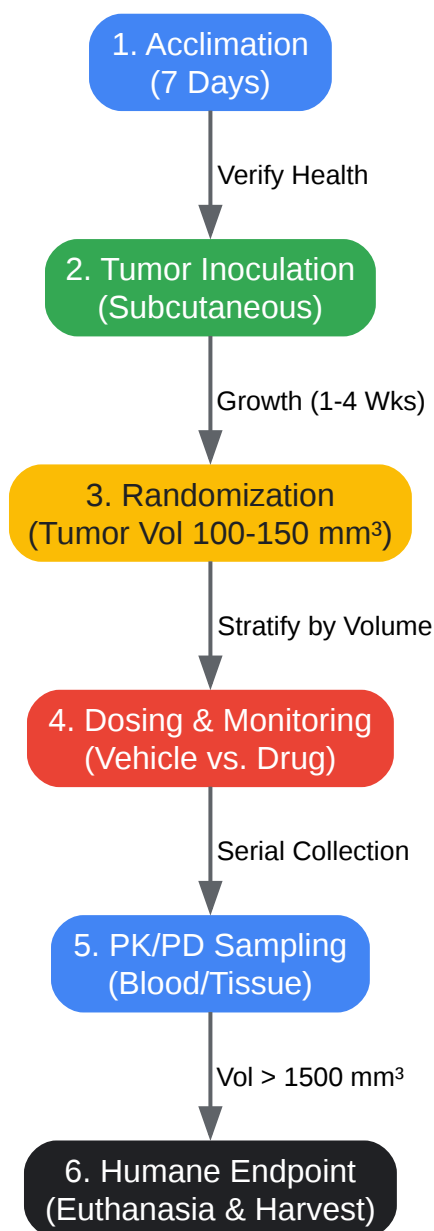 1. Acclimation
(7 Days)
Verify Health
2. Tumor Inoculation
(Subcutaneous)
Growth (1-4 Wks)
3. Randomization
(Tumor Vol 100-150 mm³)
Stratify by Volume
4. Dosing & Monitoring
(Vehicle vs. Drug)
Serial Collection
5. PK/PD Sampling
(Blood/Tissue)
Vol > 1500 mm³
6. Humane Endpoint
(Euthanasia & Harvest)